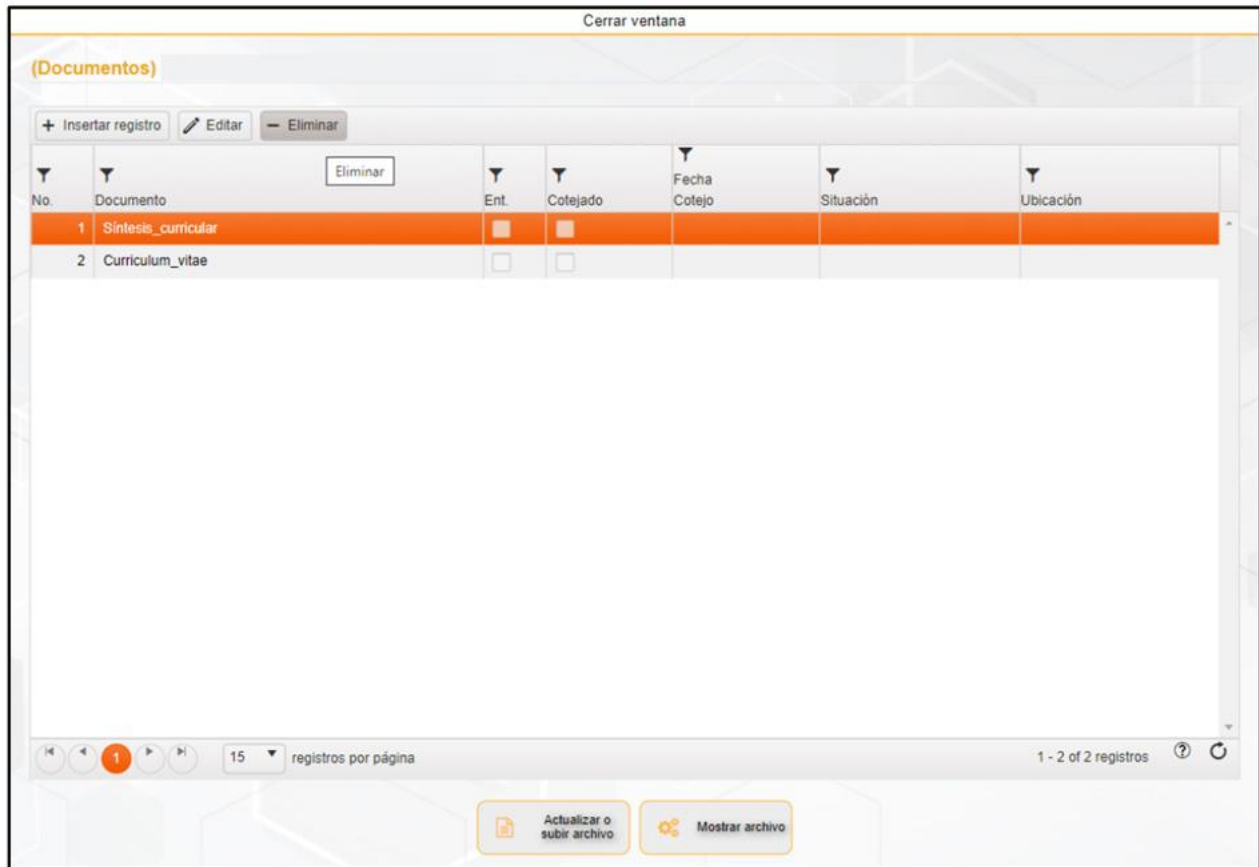 Cerrar ventana
(Documentos)
+ Insertar registro Editar − Eliminar
Eliminar
No. Documento Ent. Cotejado Fecha Cotejo Situación Ubicación
1 Síntesis_curricular
2 Curriculum_vitae
1 15 registros por página 1 - 2 of 2 registros ?
Actualizar o
subir archivo
Mostrar archivo